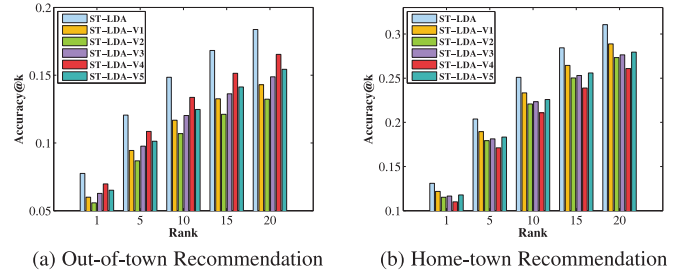 ST-LDA
ST-LDA-V1
ST-LDA-V2
ST-LDA-V3
ST-LDA-V4
ST-LDA-V5
Accuracy@k
0.2
0.15
0.1
0.05
1 5 10 15 20
Rank
(a) Out-of-town Recommendation
ST-LDA
ST-LDA-V1
ST-LDA-V2
ST-LDA-V3
ST-LDA-V4
ST-LDA-V5
Accuracy@k
0.3
0.25
0.2
0.15
0.1
1 5 10 15 20
Rank
(b) Home-town Recommendation